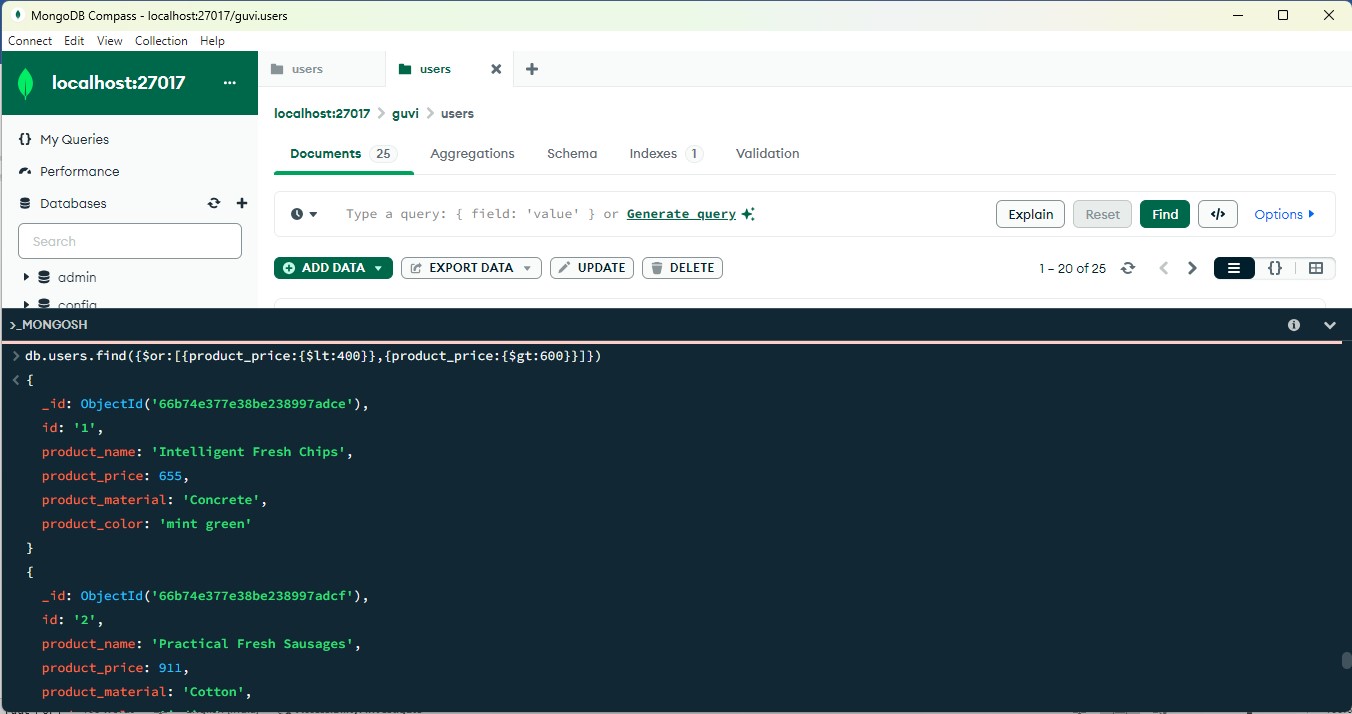 MongoDB Compass - localhost:27017/guvi.users
Connect Edit View Collection Help
localhost:27017 ...
users users
localhost:27017 > guvi > users
{} My Queries
Documents 25 Aggregations Schema Indexes 1 Validation
Performance
Databases
Type a query: { field: 'value' } or Generate query Explain Reset Find </> Options
Search
ADD DATA EXPORT DATA UPDATE DELETE 1 – 20 of 25 {}
admin
config
>_MONGOSH
> db.users.find({$or:[{product_price:{$lt:400}},{product_price:{$gt:600}}]})
< {
_id: ObjectId('66b74e377e38be238997adce'),
id: '1',
product_name: 'Intelligent Fresh Chips',
product_price: 655,
product_material: 'Concrete',
product_color: 'mint green'
}
{
_id: ObjectId('66b74e377e38be238997adcf'),
id: '2',
product_name: 'Practical Fresh Sausages',
product_price: 911,
product_material: 'Cotton',